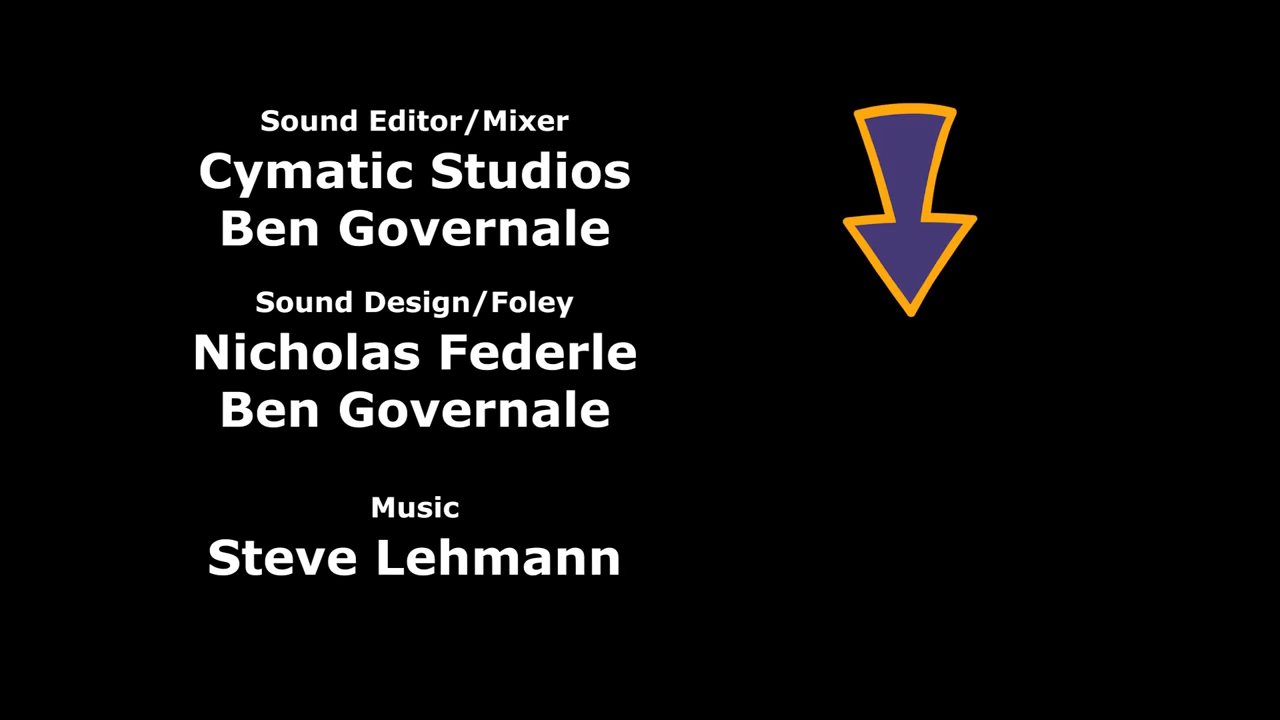 Sound Editor/Mixer
Cymatic Studios
Ben Governale
Sound Design/Foley
Nicholas Federle
Ben Governale
Music
Steve Lehmann